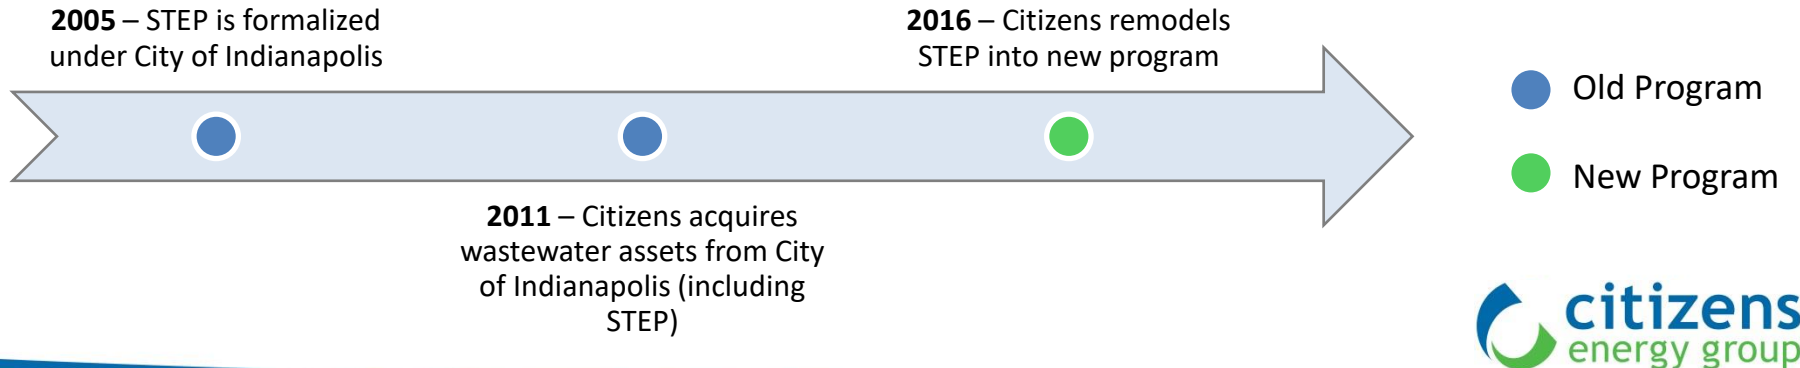 2005 – STEP is formalized
under City of Indianapolis
2016 – Citizens remodels
STEP into new program
2011 – Citizens acquires
wastewater assets from City
of Indianapolis (including
STEP)
Old Program
New Program
citizens
energy group